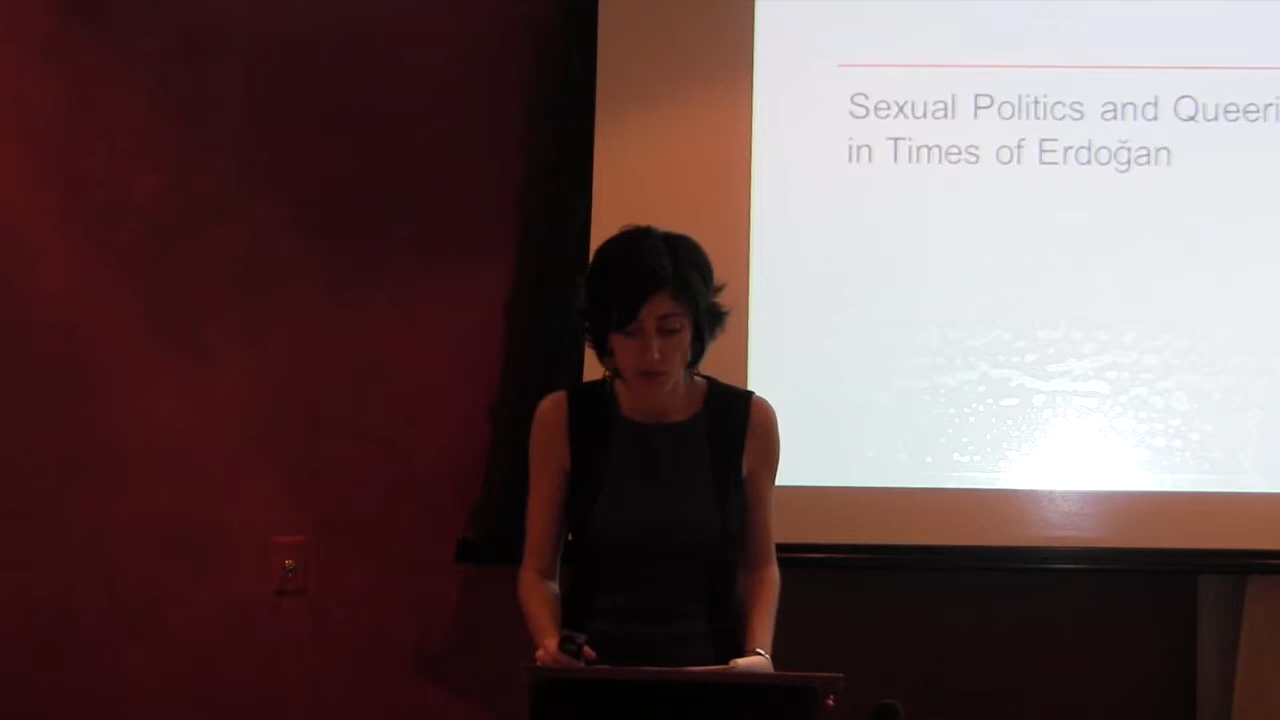 Sexual Politics and Queeri
in Times of Erdoğan